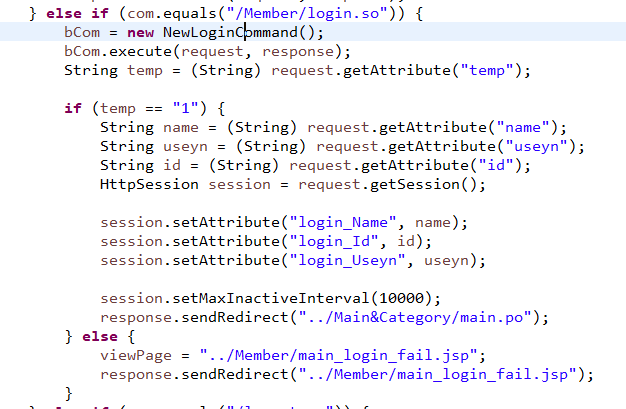 } else if (com.equals("/Member/login.so")) {
bCom = new NewLoginCommand();
bCom.execute(request, response);
String temp = (String) request.getAttribute("temp");
if (temp == "1") {
String name = (String) request.getAttribute("name");
String useyn = (String) request.getAttribute("useyn");
String id = (String) request.getAttribute("id");
HttpSession session = request.getSession();
session.setAttribute("login_Name", name);
session.setAttribute("login_Id", id);
session.setAttribute("login_Useyn", useyn);
session.setMaxInactiveInterval(10000);
response.sendRedirect("../Main&Category/main.po");
} else {
viewPage = "../Member/main_login_fail.jsp";
response.sendRedirect("../Member/main_login_fail.jsp");
}